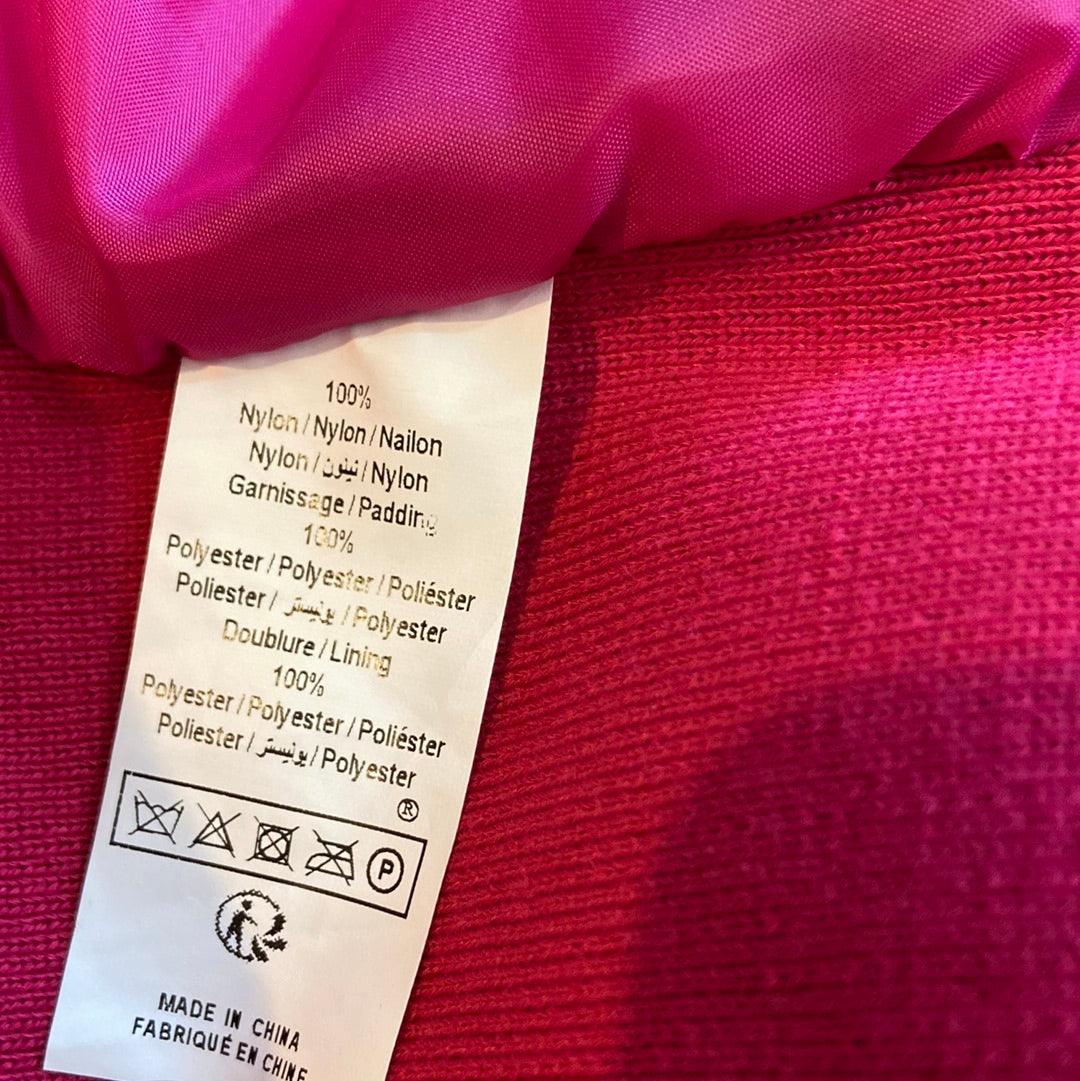 100%
Nylon / Nylon / Nailon
Nylon / نيلون / Nylon
Garnissage / Padding
100%
Polyester / Polyester / Poliéster
Poliester / بوليستر / Polyester
Doublure / Lining
100%
Polyester / Polyester / Poliéster
Poliester / بوليستر / Polyester
®
P
MADE IN CHINA
FABRIQUÉ EN CHINE